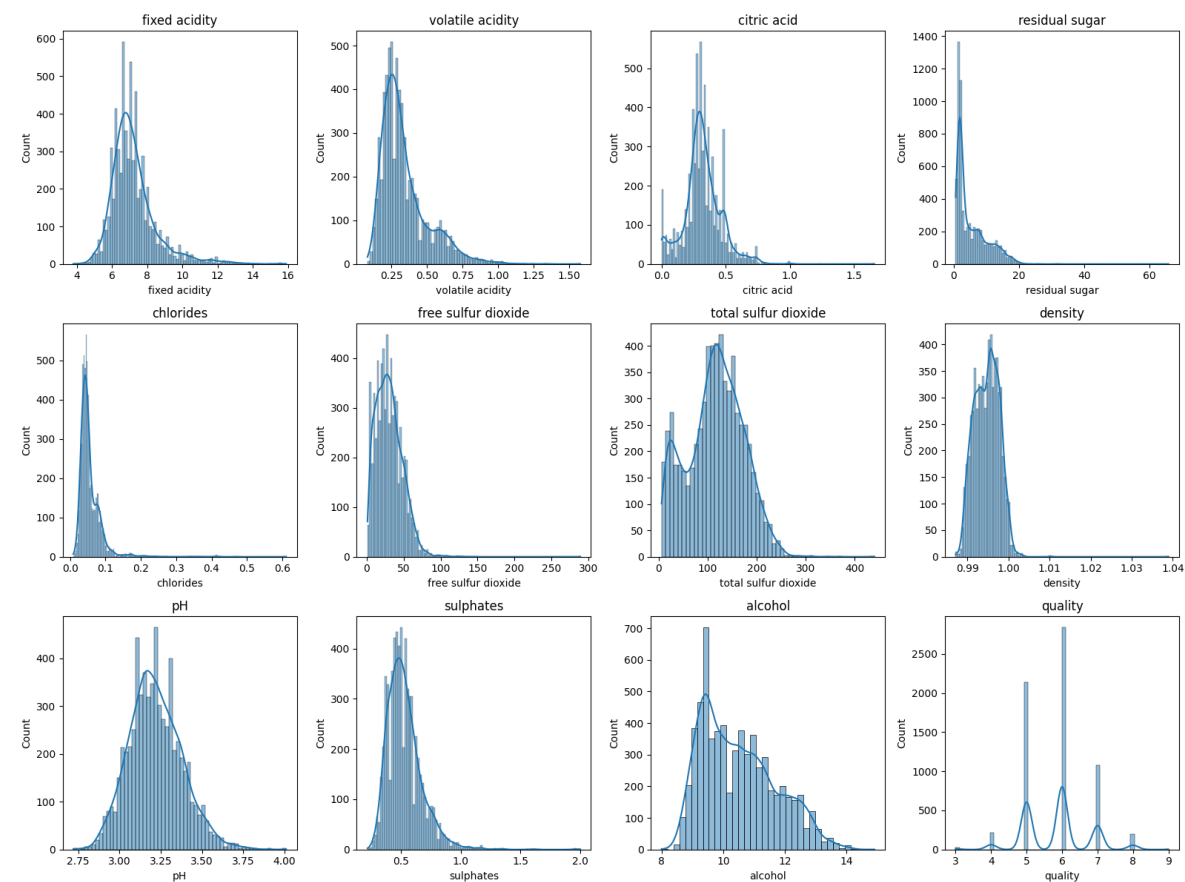 fixed acidity
volatile acidity
citric acid
residual sugar
600
500
400
300
200
100
0
Count
4 6 8 10 12 14 16
fixed acidity
500
400
300
200
100
0
Count
0.25 0.50 0.75 1.00 1.25 1.50
volatile acidity
500
400
300
200
100
0
Count
0.0 0.5 1.0 1.5
citric acid
1400
1200
1000
800
600
400
200
0
Count
0 20 40 60
residual sugar
chlorides
free sulfur dioxide
total sulfur dioxide
density
500
400
300
200
100
0
Count
0.0 0.1 0.2 0.3 0.4 0.5 0.6
chlorides
400
300
200
100
0
Count
0 50 100 150 200 250 300
free sulfur dioxide
400
350
300
250
200
150
100
50
0
Count
0 100 200 300 400
total sulfur dioxide
400
350
300
250
200
150
100
50
0
Count
0.99 1.00 1.01 1.02 1.03 1.04
density
pH
sulphates
alcohol
quality
400
300
200
100
0
Count
2.75 3.00 3.25 3.50 3.75 4.00
pH
400
300
200
100
0
Count
0.5 1.0 1.5 2.0
sulphates
700
600
500
400
300
200
100
0
Count
8 10 12 14
alcohol
2500
2000
1500
1000
500
0
Count
3 4 5 6 7 8 9
quality